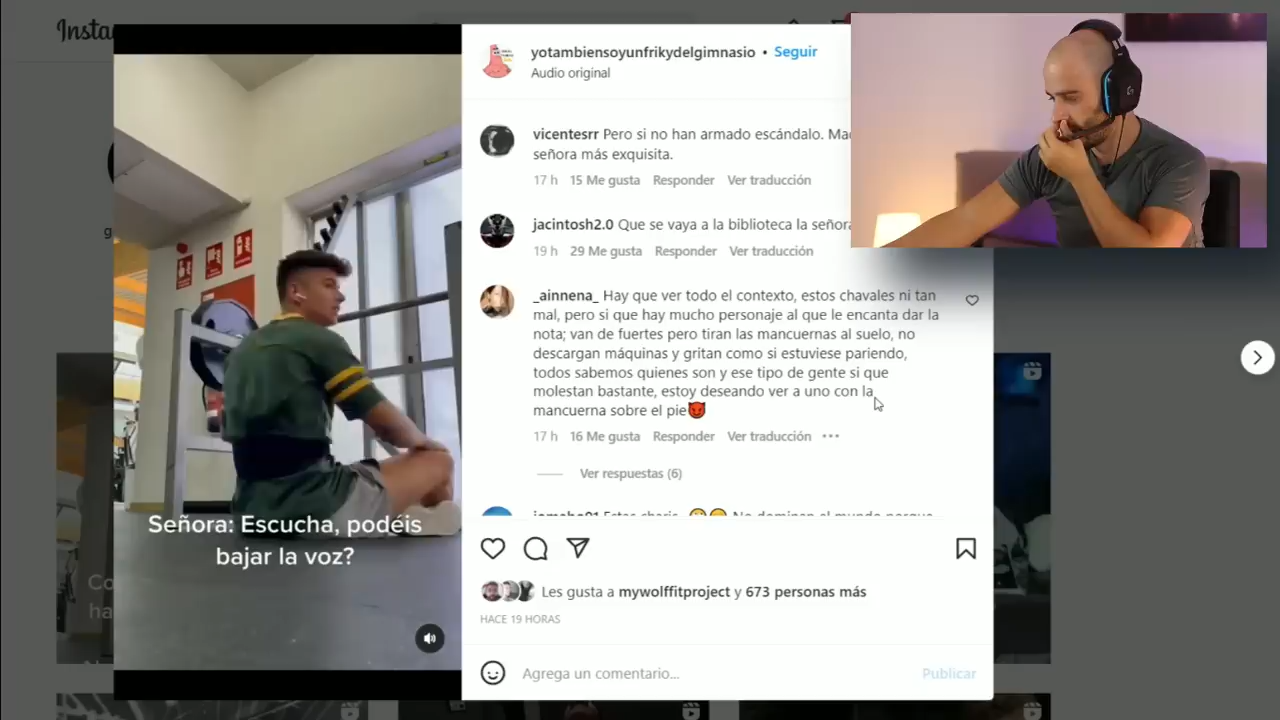 Insta
yotambiensoyunfrikydelgimnasio • Seguir
Audio original
vicentesrr Pero si no han armado escándalo.
señora más exquisita.
17 h 15 Me gusta Responder Ver traducción
jacintosh2.0 Que se vaya a la biblioteca la señora
19 h 29 Me gusta Responder Ver traducción
_ainnena_ Hay que ver todo el contexto, estos chavales ni tan
mal, pero si que hay mucho personaje al que le encanta dar la
nota; van de fuertes pero tiran las mancuernas al suelo, no
descargan máquinas y gritan como si estuviese pariendo,
todos sabemos quienes son y ese tipo de gente si que
molestan bastante, estoy deseando ver a uno con la
mancuerna sobre el pie😈
17 h 16 Me gusta Responder Ver traducción •••
Ver respuestas (6)
Señora: Escucha, podéis
bajar la voz?
Les gusta a mywolffitproject y 673 personas más
HACE 19 HORAS
Agrega un comentario...
Publicar